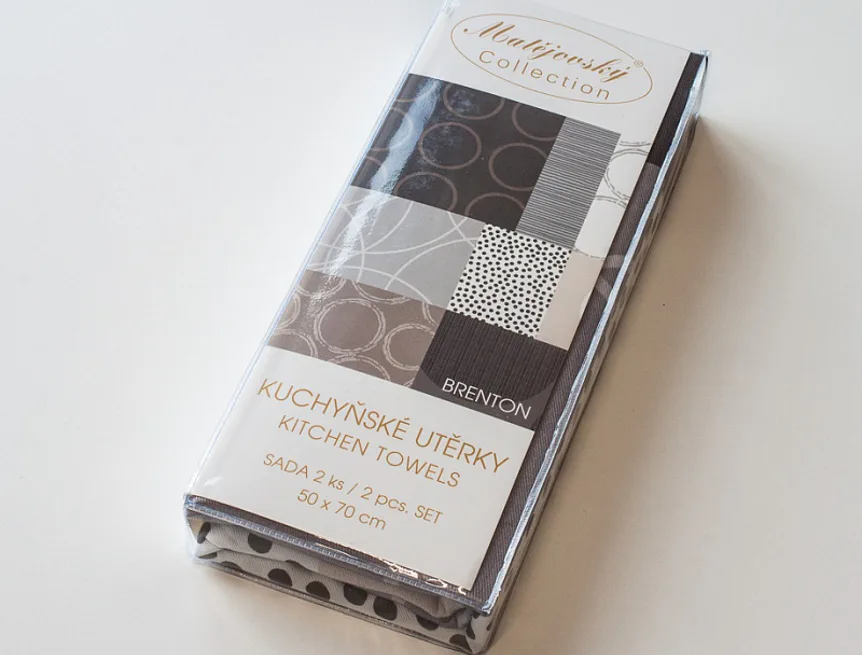 Matějovský®
Collection
BRENTON
KUCHYŇSKÉ UTĚRKY
KITCHEN TOWELS
SADA 2 ks / 2 pcs. SET
50 x 70 cm